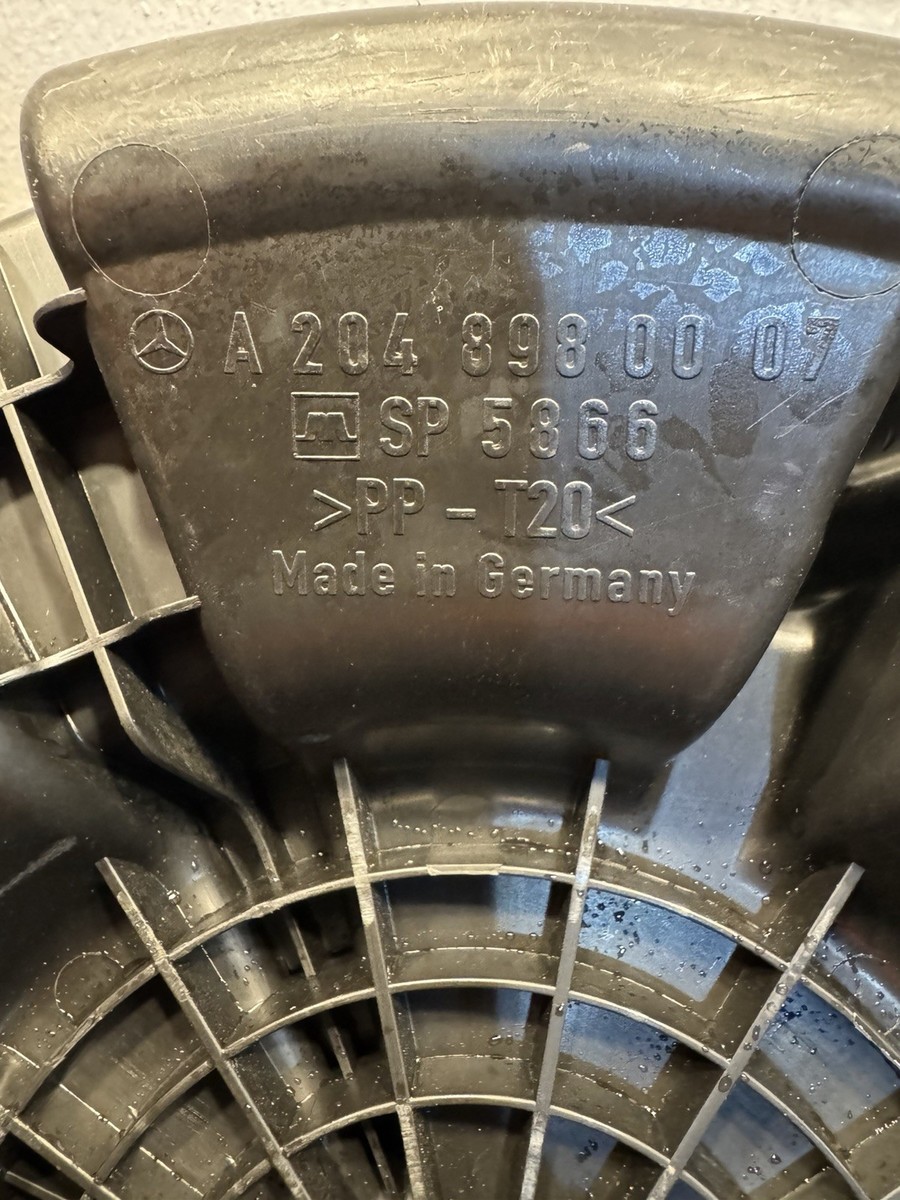 A 204 898 00 07
SP 5866
>PP - T20<
Made in Germany